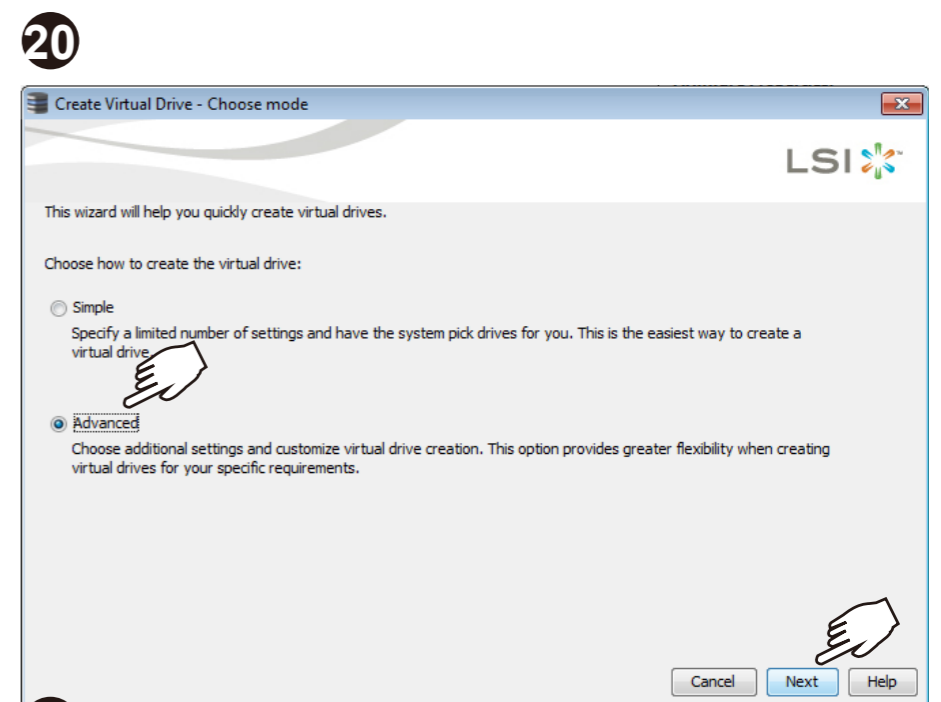 20
Create Virtual Drive - Choose mode
LSI
This wizard will help you quickly create virtual drives.
Choose how to create the virtual drive:
Simple
Specify a limited number of settings and have the system pick drives for you. This is the easiest way to create a
virtual drive.
Advanced
Choose additional settings and customize virtual drive creation. This option provides greater flexibility when creating
virtual drives for your specific requirements.
Cancel Next Help